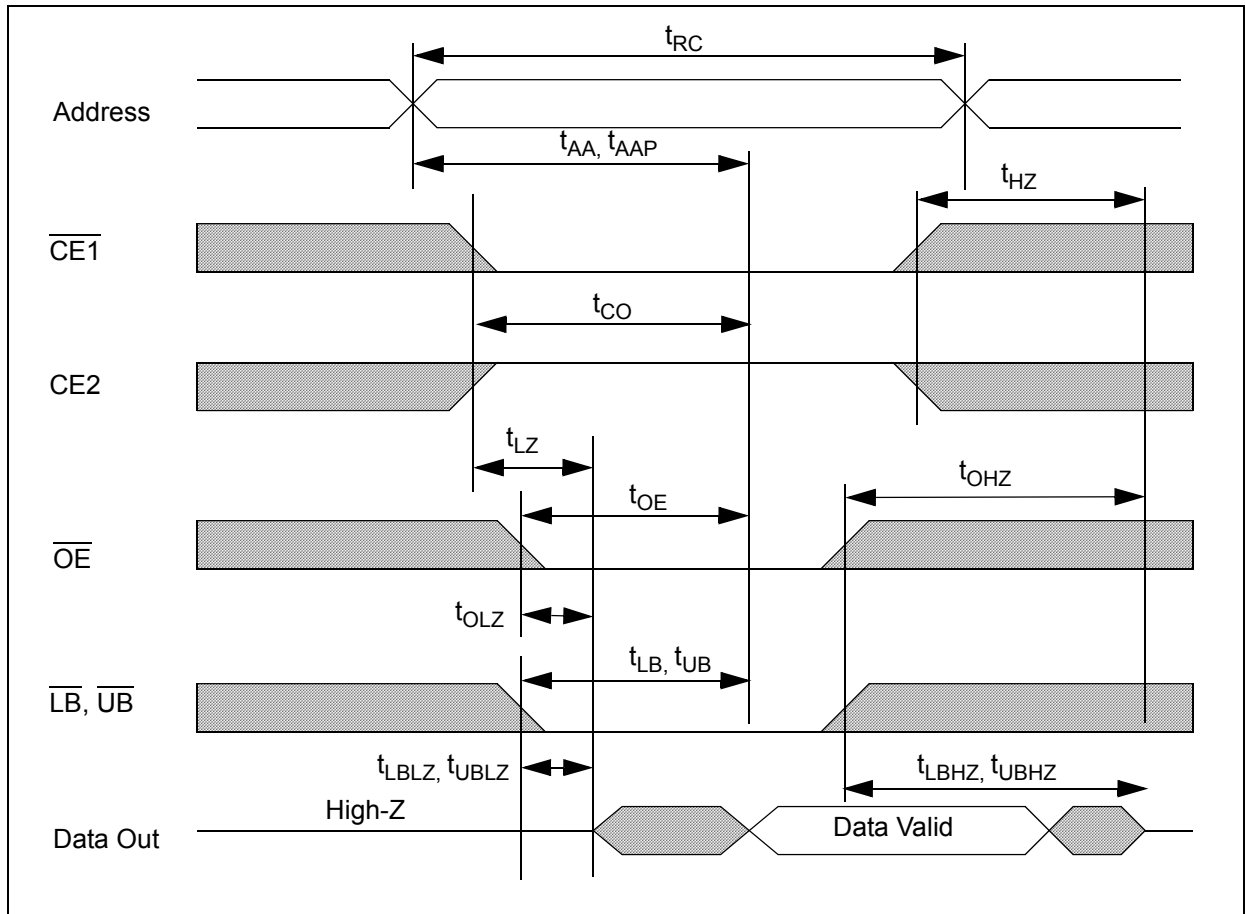 tRC
Address
tAA, tAAP
tHZ
CE1
tCO
CE2
tLZ
tOE
tOHZ
OE
tOLZ
tLB, tUB
LB, UB
tLBLZ, tUBLZ
tLBHZ, tUBHZ
High-Z
Data Valid
Data Out